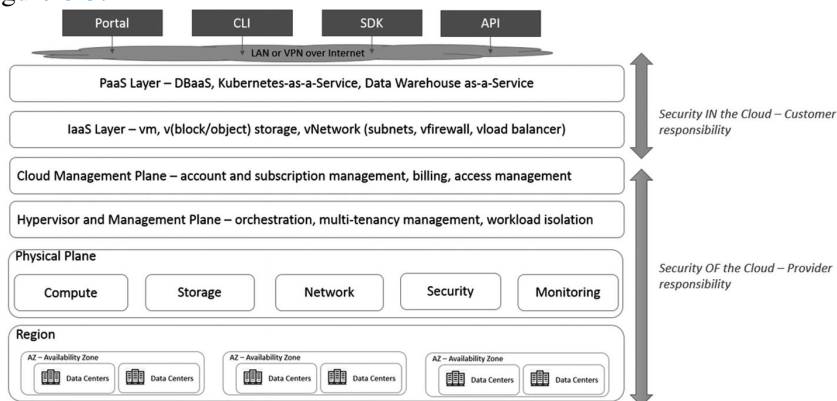 Portal
CLI
SDK
API
LAN or VPN over Internet
PaaS Layer – DBaaS, Kubernetes-as-a-Service, Data Warehouse as-a-Service
IaaS Layer – vm, v(block/object) storage, vNetwork (subnets, vfirewall, vload balancer)
Security IN the Cloud – Customer
responsibility
Cloud Management Plane – account and subscription management, billing, access management
Hypervisor and Management Plane – orchestration, multi-tenancy management, workload isolation
Physical Plane
Compute
Storage
Network
Security
Monitoring
Security OF the Cloud – Provider
responsibility
Region
AZ – Availability Zone
Data Centers
Data Centers
AZ – Availability Zone
Data Centers
Data Centers
AZ – Availability Zone
Data Centers
Data Centers